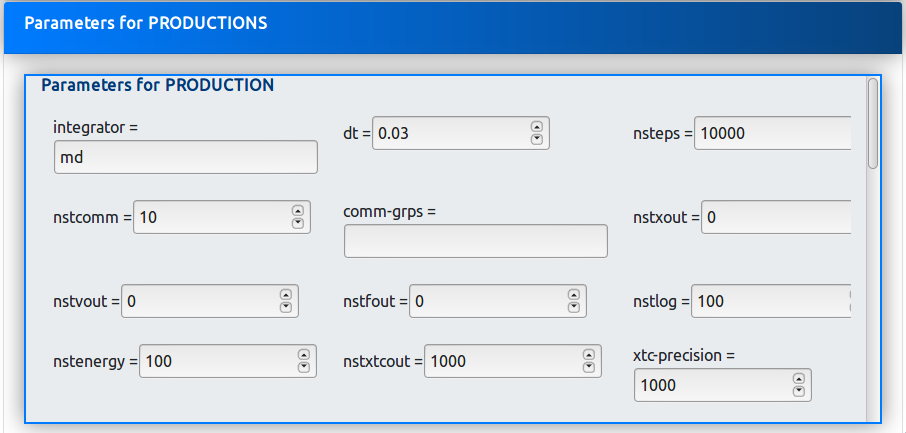 Parameters for PRODUCTIONS
Parameters for PRODUCTION
integrator =
md
dt = 0.03
nsteps = 10000
nstcomm = 10
comm-grps =
nstxout = 0
nstvout = 0
nstfout = 0
nstlog = 100
nstenergy = 100
nstxtcout = 1000
xtc-precision =
1000